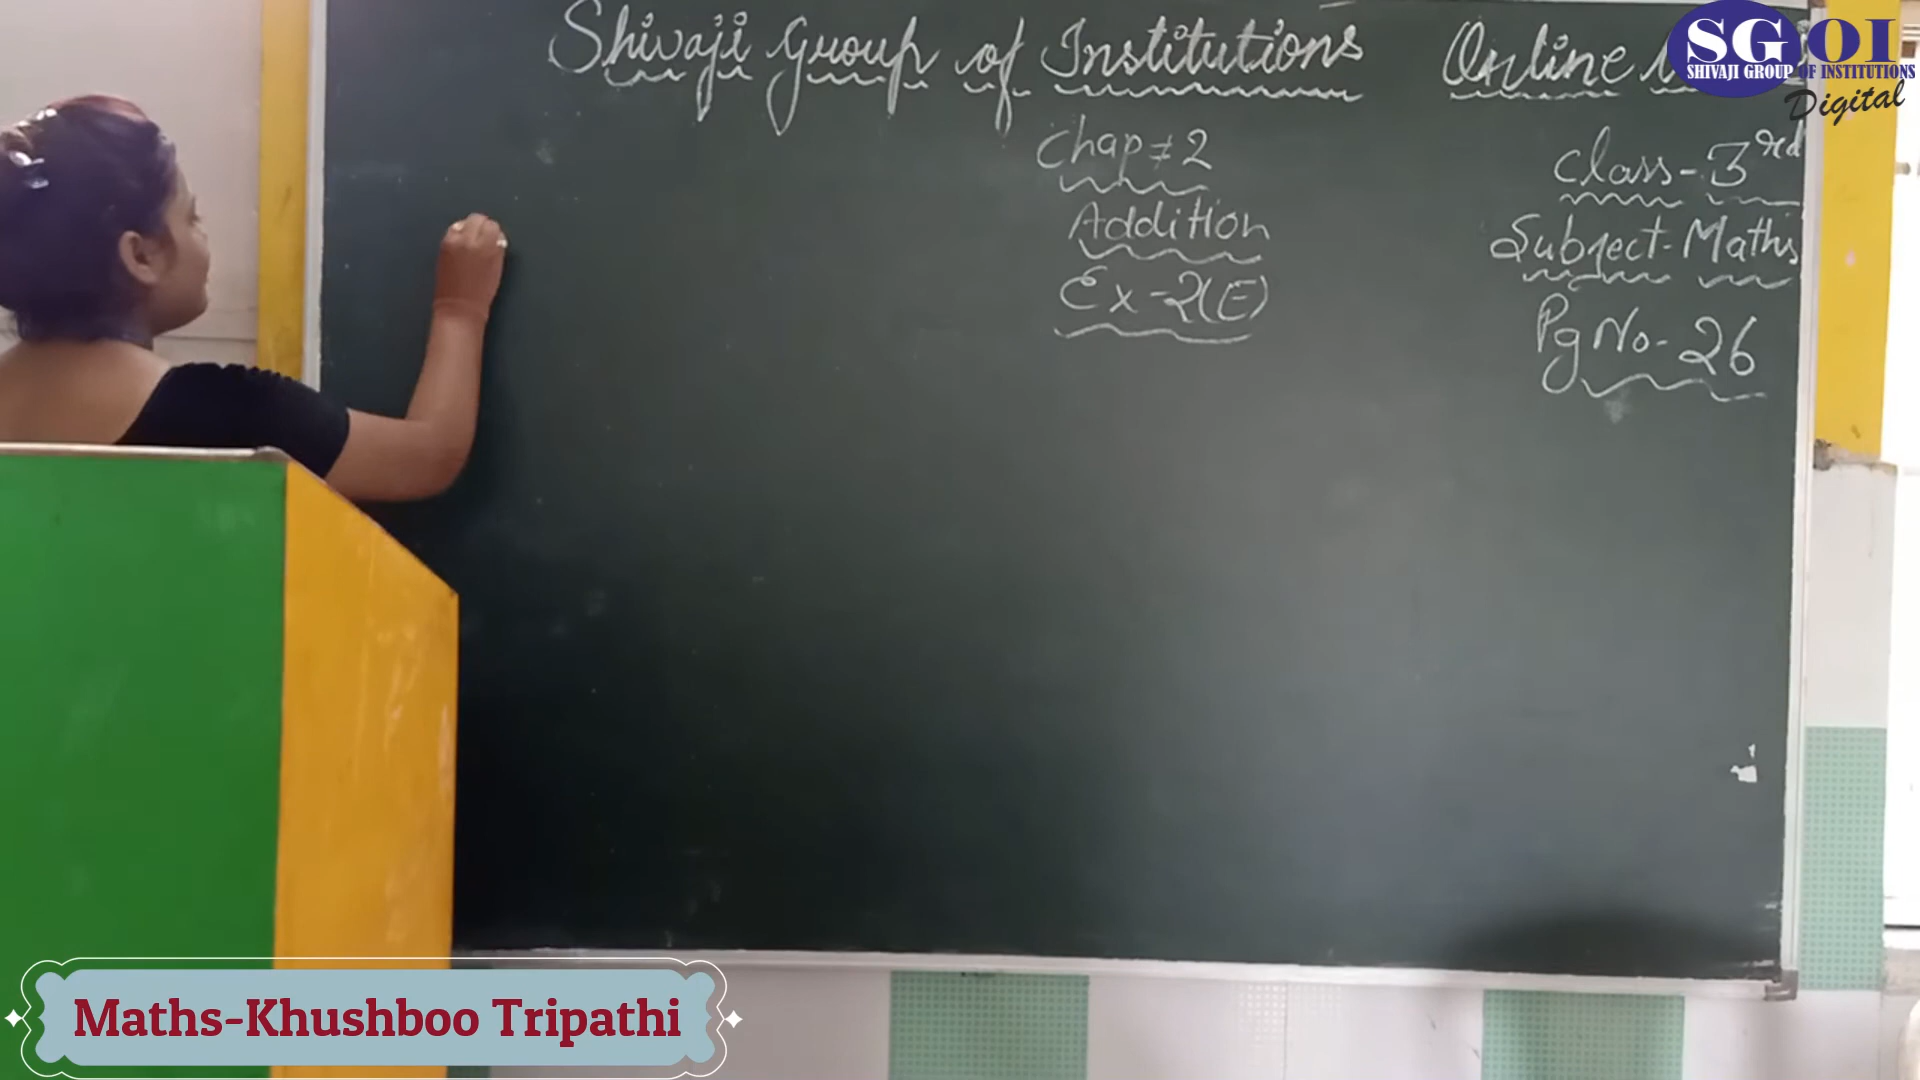 Shivaji Group of Institutions Online
Chap ≠ 2
Addition
Ex-2(E)
Class-3rd
Subject-Maths
Pg No-26
SGOI
SHIVAJI GROUP OF INSTITUTIONS
Digital
Maths-Khushboo Tripathi